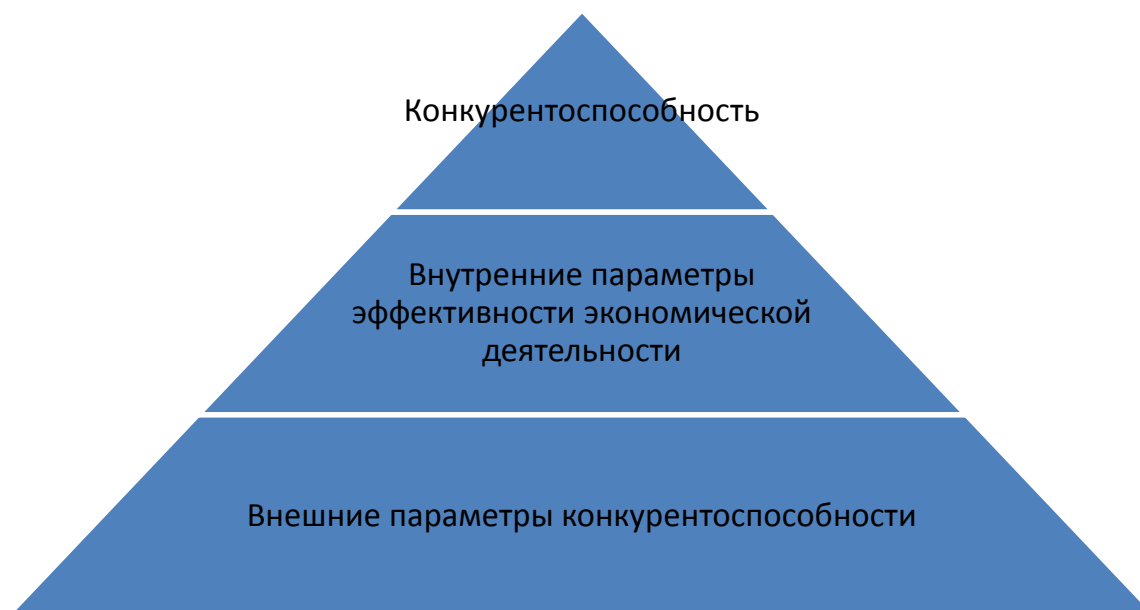 Конкурентоспособность
Внутренние параметры
эффективности экономической
деятельности
Внешние параметры конкурентоспособности